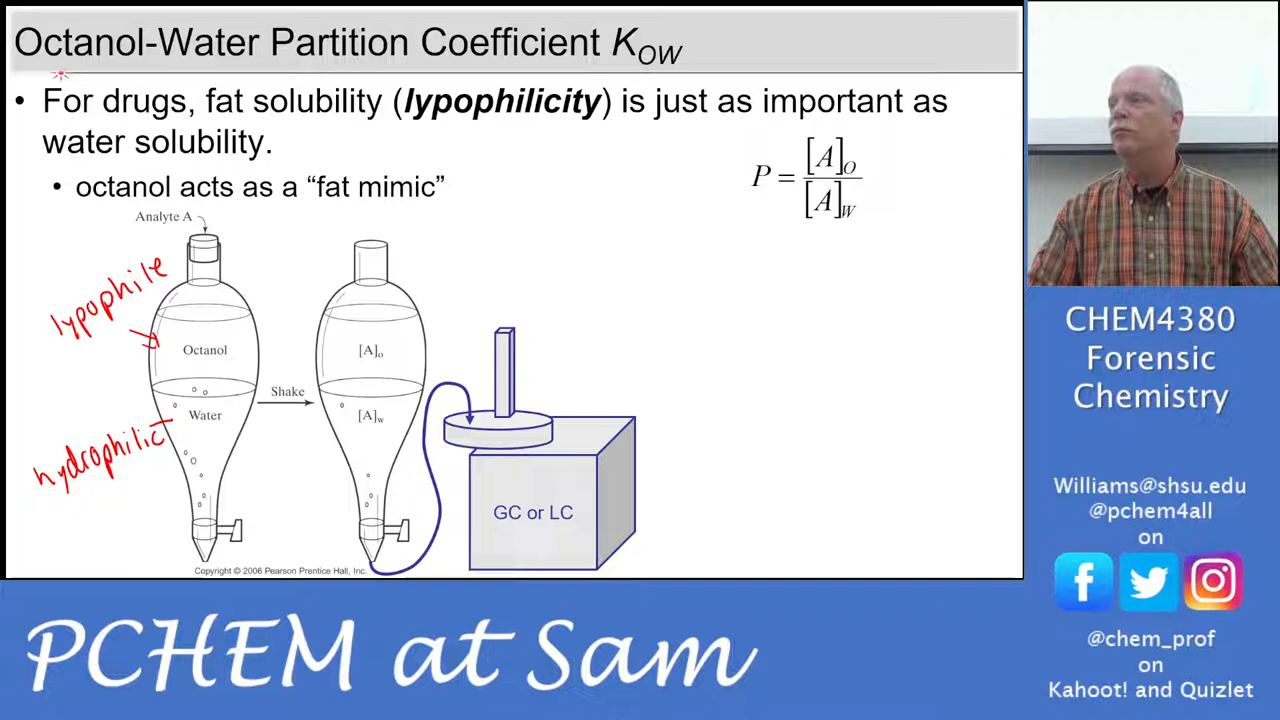 Octanol-Water Partition Coefficient K_OW
• For drugs, fat solubility (lypophilicity) is just as important as
water solubility.
• octanol acts as a “fat mimic”
P = [A]_O / [A]_W
Analyte A
lypophile
Octanol
Water
hydrophilic
Shake
[A]_o
[A]_w
GC or LC
Copyright © 2006 Pearson Prentice Hall, Inc.
CHEM4380
Forensic
Chemistry
Williams@shsu.edu
@pchem4all
on
@chem_prof
on
Kahoot! and Quizlet
PCHEM at Sam